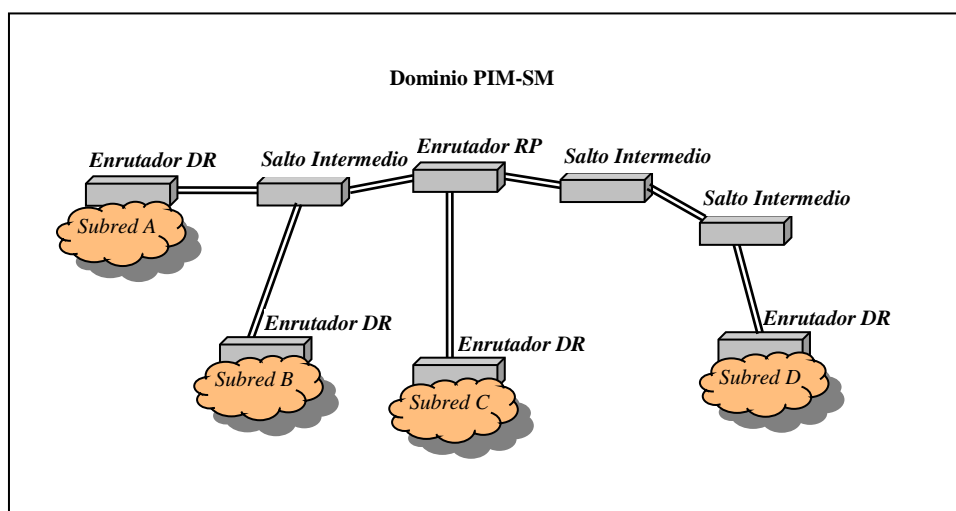 Dominio PIM-SM
Enrutador DR
Salto Intermedio
Enrutador RP
Salto Intermedio
Salto Intermedio
Subred A
Enrutador DR
Enrutador DR
Enrutador DR
Subred B
Subred C
Subred D